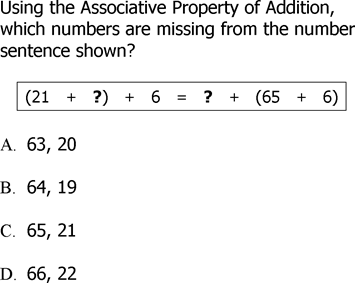 Using the Associative Property of Addition,
which numbers are missing from the number
sentence shown?
(21 + ?) + 6 = ? + (65 + 6)
A. 63, 20
B. 64, 19
C. 65, 21
D. 66, 22